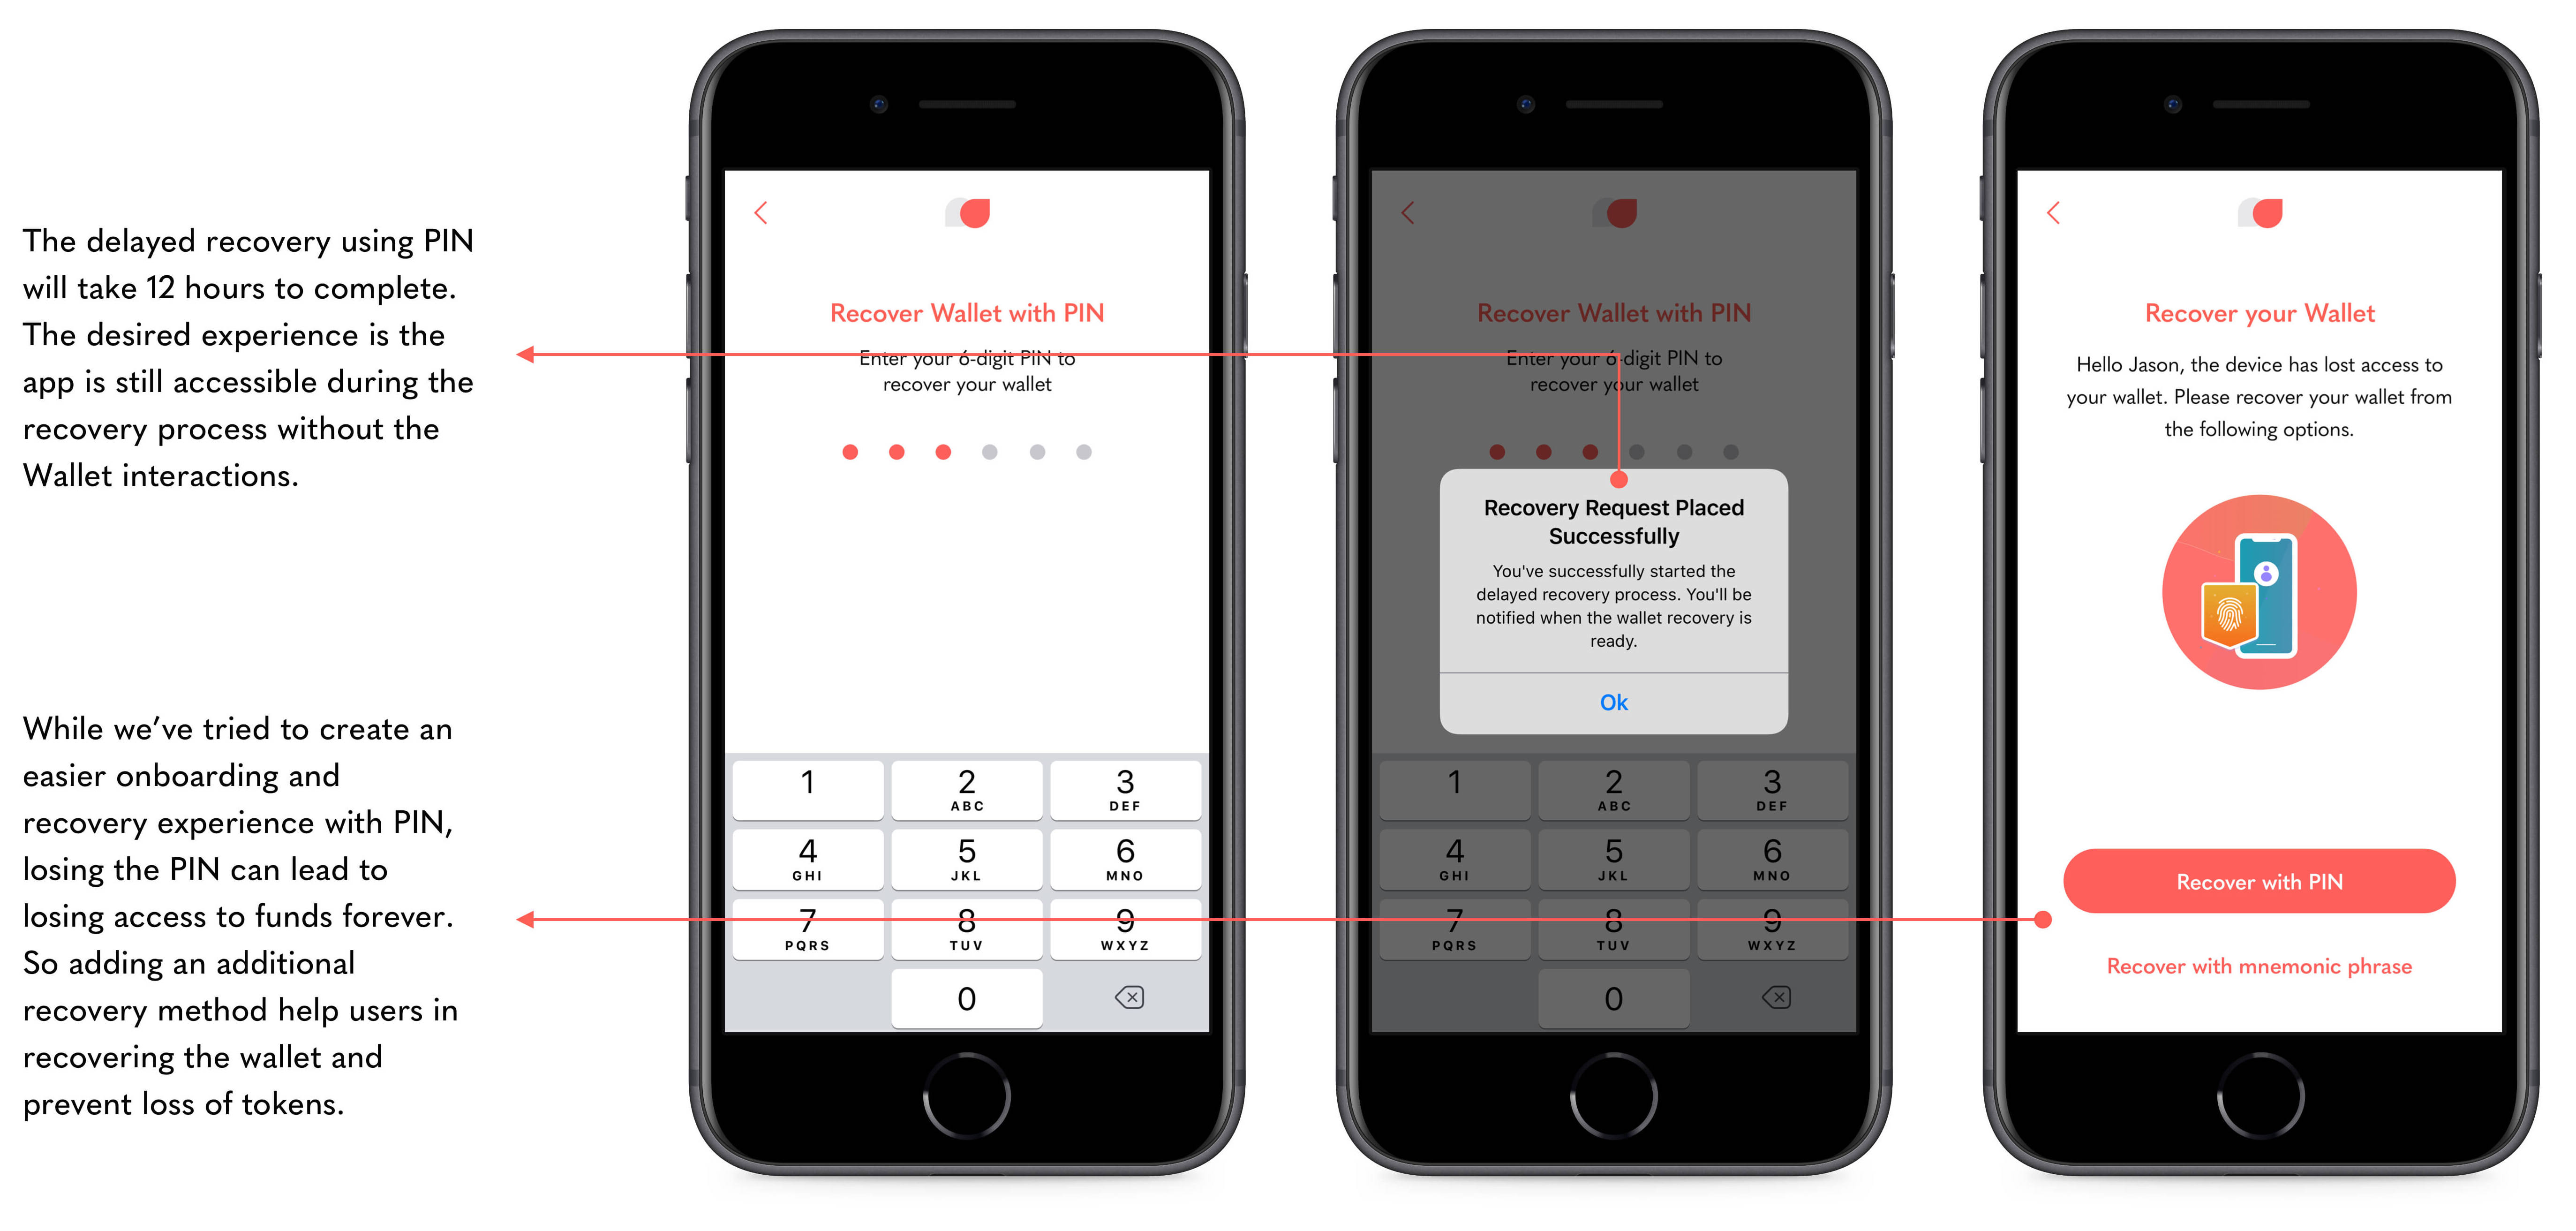 The delayed recovery using PIN
will take 12 hours to complete.
The desired experience is the
app is still accessible during the
recovery process without the
Wallet interactions.
While we've tried to create an
easier onboarding and
recovery experience with PIN,
losing the PIN can lead to
losing access to funds forever.
So adding an additional
recovery method help users in
recovering the wallet and
prevent loss of tokens.
Recover Wallet with PIN
Enter your 6-digit PIN to
recover your wallet
1
2
ABC
3
DEF
4
GHI
5
JKL
6
MNO
7
PQRS
8
TUV
9
WXYZ
0
Recover Wallet with PIN
Enter your 6-digit PIN to
recover your wallet
Recovery Request Placed
Successfully
You've successfully started the
delayed recovery process. You'll be
notified when the wallet recovery is
ready.
Ok
1
2
ABC
3
DEF
4
GHI
5
JKL
6
MNO
7
PQRS
8
TUV
9
WXYZ
0
Recover your Wallet
Hello Jason, the device has lost access to
your wallet. Please recover your wallet from
the following options.
Recover with PIN
Recover with mnemonic phrase